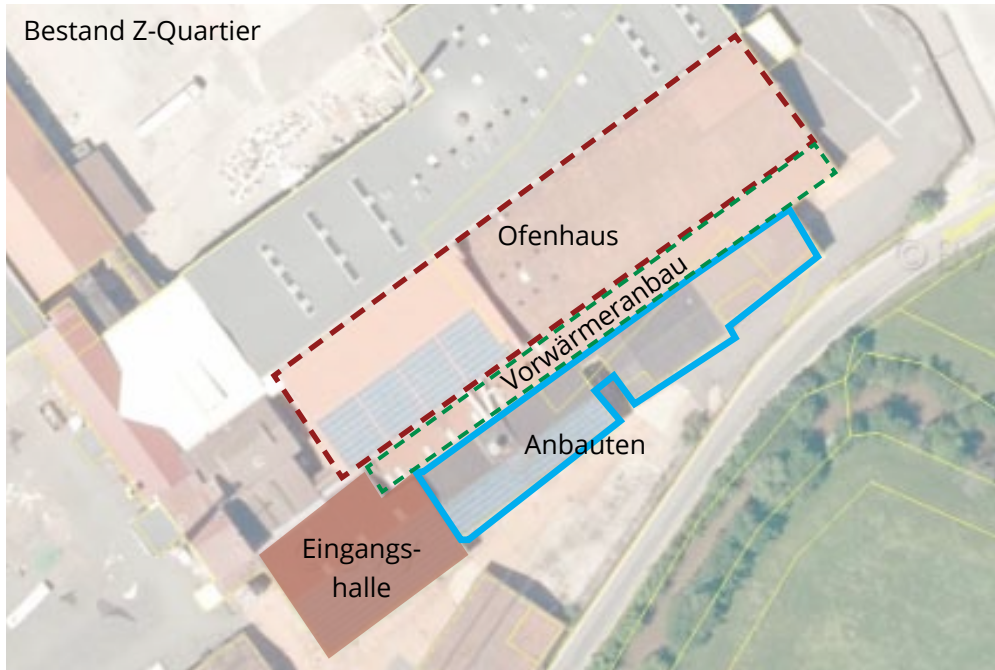 Bestand Z-Quartier
Ofenhaus
Vorwärmeranbau
Anbauten
Eingangs-
halle